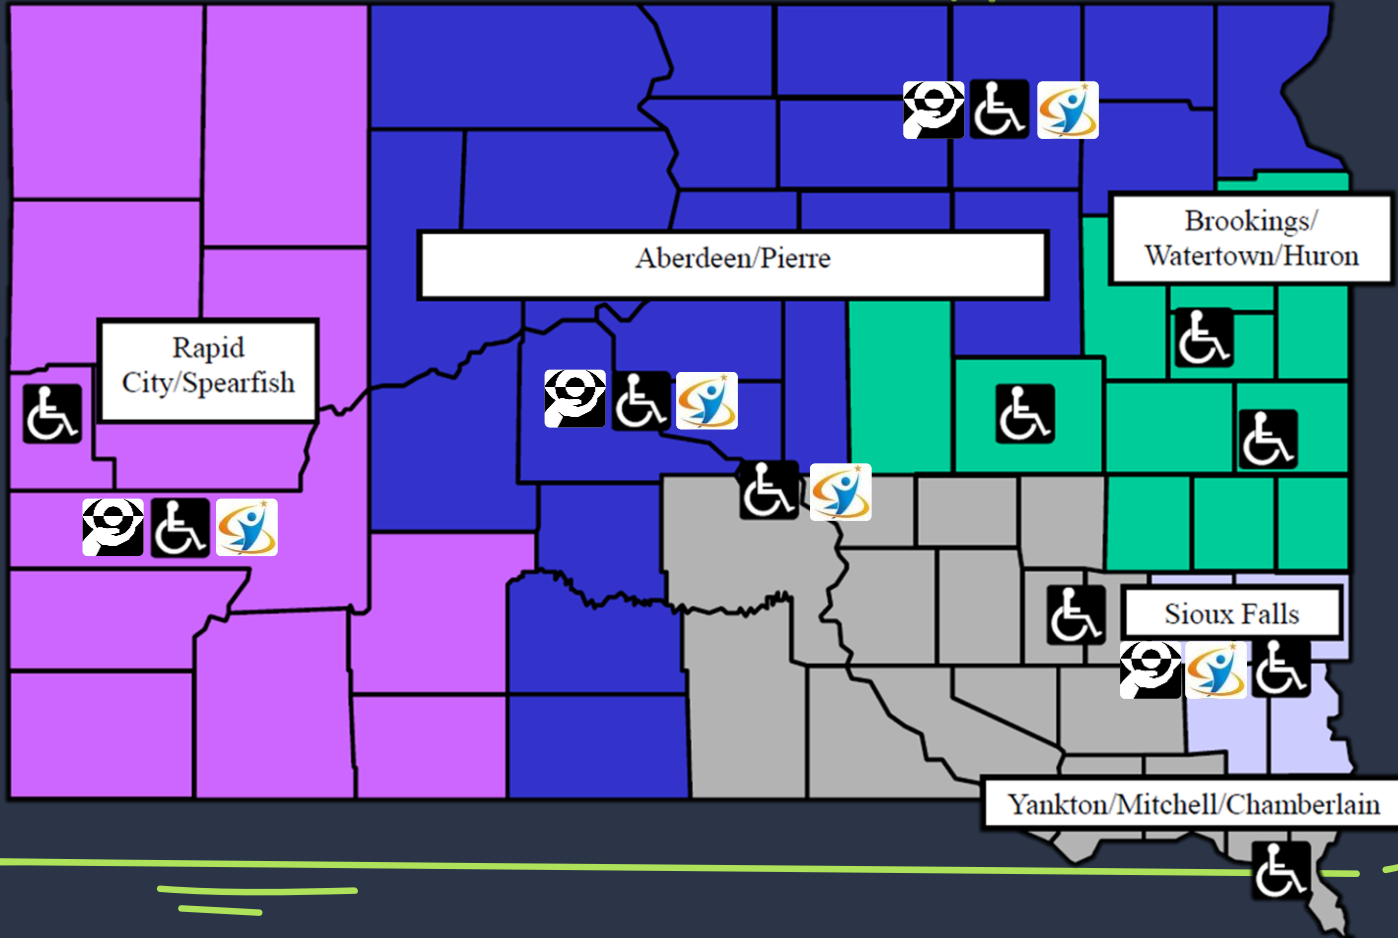 Brookings/
Watertown/Huron
Aberdeen/Pierre
Rapid
City/Spearfish
Sioux Falls
Yankton/Mitchell/Chamberlain